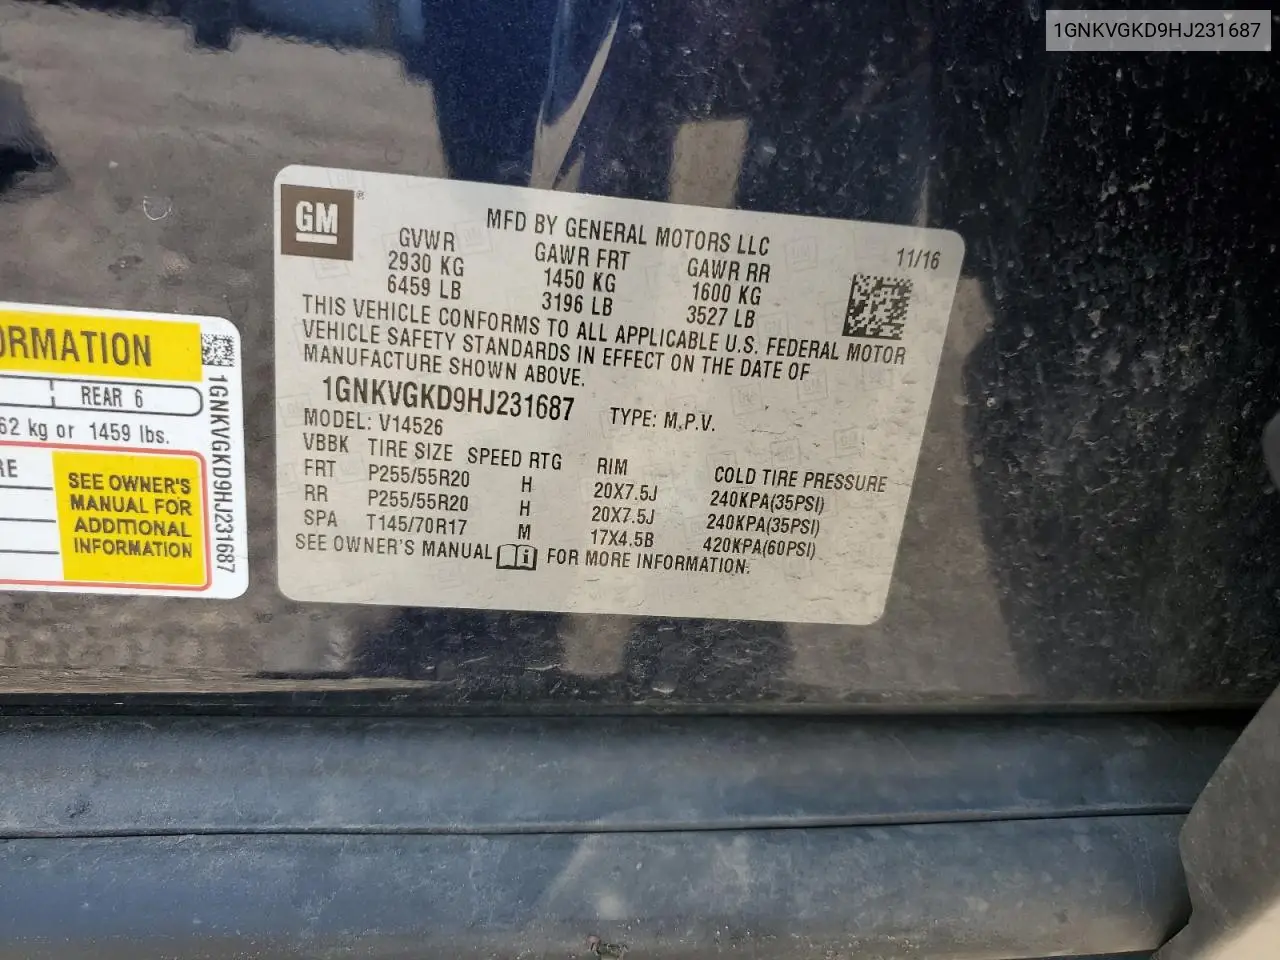 1GNKVGKD9HJ231687
GM®
MFD BY GENERAL MOTORS LLC
11/16
GVWR GAWR FRT GAWR RR
2930 KG 1450 KG 1600 KG
6459 LB 3196 LB 3527 LB
THIS VEHICLE CONFORMS TO ALL APPLICABLE U.S. FEDERAL MOTOR
VEHICLE SAFETY STANDARDS IN EFFECT ON THE DATE OF
MANUFACTURE SHOWN ABOVE.
1GNKVGKD9HJ231687 TYPE: M.P.V.
MODEL: V14526
VBBK TIRE SIZE SPEED RTG RIM COLD TIRE PRESSURE
FRT P255/55R20 H 20X7.5J 240KPA(35PSI)
RR P255/55R20 H 20X7.5J 240KPA(35PSI)
SPA T145/70R17 M 17X4.5B 420KPA(60PSI)
SEE OWNER'S MANUAL FOR MORE INFORMATION.
ORMATION
REAR 6
62 kg or 1459 lbs.
RE
SEE OWNER'S
MANUAL FOR
ADDITIONAL
INFORMATION
1GNKVGKD9HJ231687